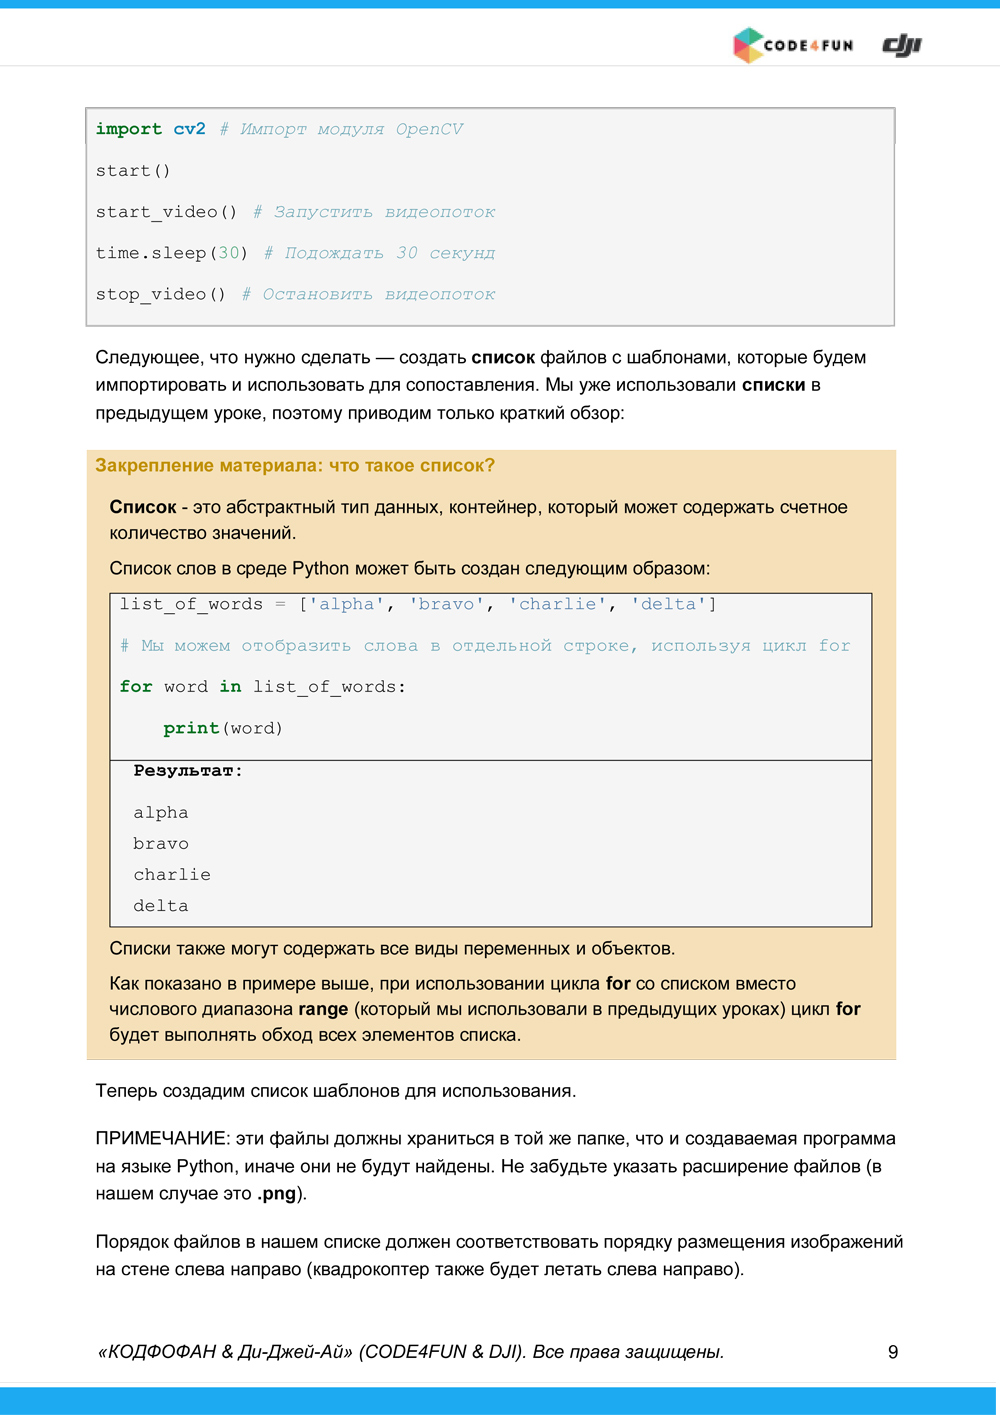 CODE4FUN dji
import cv2 # Импорт модуля OpenCV
start()
start_video() # Запустить видеопоток
time.sleep(30) # Подождать 30 секунд
stop_video() # Остановить видеопоток
Следующее, что нужно сделать — создать список файлов с шаблонами, которые будем
импортировать и использовать для сопоставления. Мы уже использовали списки в
предыдущем уроке, поэтому приводим только краткий обзор:
Закрепление материала: что такое список?
Список - это абстрактный тип данных, контейнер, который может содержать счетное
количество значений.
Список слов в среде Python может быть создан следующим образом:
list_of_words = ['alpha', 'bravo', 'charlie', 'delta']
# Мы можем отобразить слова в отдельной строке, используя цикл for
for word in list_of_words:
    print(word)
Результат:
alpha
bravo
charlie
delta
Списки также могут содержать все виды переменных и объектов.
Как показано в примере выше, при использовании цикла for со списком вместо
числового диапазона range (который мы использовали в предыдущих уроках) цикл for
будет выполнять обход всех элементов списка.
Теперь создадим список шаблонов для использования.
ПРИМЕЧАНИЕ: эти файлы должны храниться в той же папке, что и создаваемая программа
на языке Python, иначе они не будут найдены. Не забудьте указать расширение файлов (в
нашем случае это .png).
Порядок файлов в нашем списке должен соответствовать порядку размещения изображений
на стене слева направо (квадрокоптер также будет летать слева направо).
«КОДФОФАН & Ди-Джей-Ай» (CODE4FUN & DJI). Все права защищены. 9